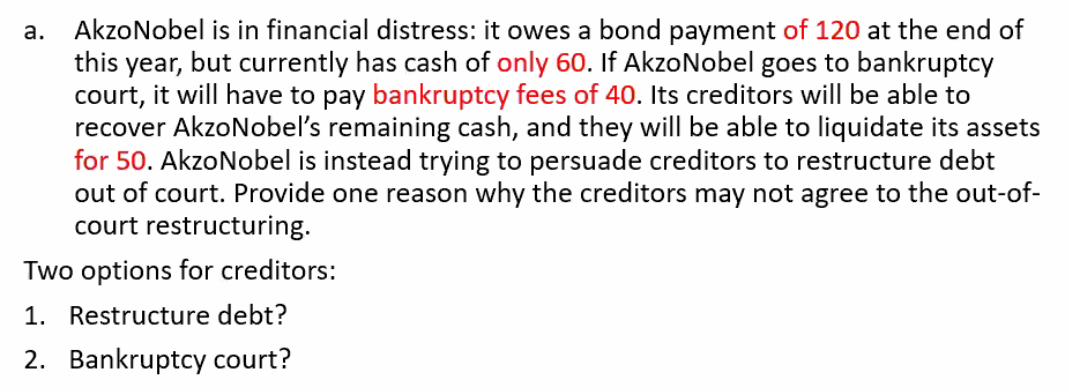 a. AkzoNobel is in financial distress: it owes a bond payment of 120 at the end of
this year, but currently has cash of only 60. If AkzoNobel goes to bankruptcy
court, it will have to pay bankruptcy fees of 40. Its creditors will be able to
recover AkzoNobel’s remaining cash, and they will be able to liquidate its assets
for 50. AkzoNobel is instead trying to persuade creditors to restructure debt
out of court. Provide one reason why the creditors may not agree to the out-of-
court restructuring.
Two options for creditors:
1. Restructure debt?
2. Bankruptcy court?